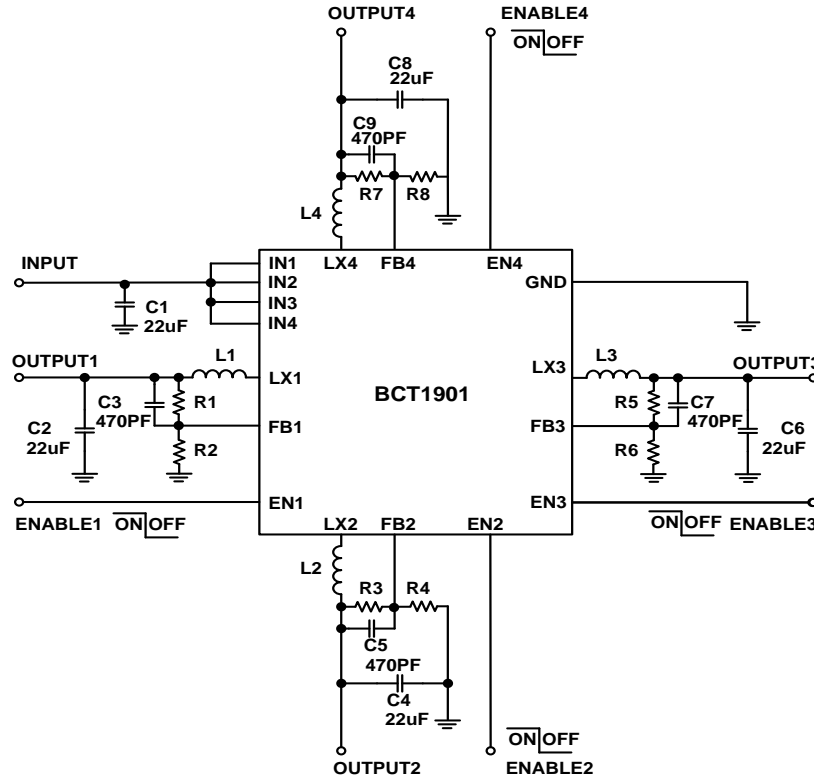 OUTPUT4
ENABLE4
ON OFF
C8
22uF
C9
470PF
R7
R8
L4
INPUT
IN1
IN2
IN3
IN4
LX4
FB4
EN4
GND
C1
22uF
OUTPUT1
L1
LX1
LX3
L3
OUTPUT3
BCT1901
C3
470PF
R1
R5
C7
470PF
C2
22uF
FB1
FB3
C6
22uF
R2
R6
EN1
EN3
ENABLE1
ON OFF
ON OFF
ENABLE3
LX2
FB2
EN2
L2
R3
R4
C5
470PF
C4
22uF
ON OFF
OUTPUT2
ENABLE2